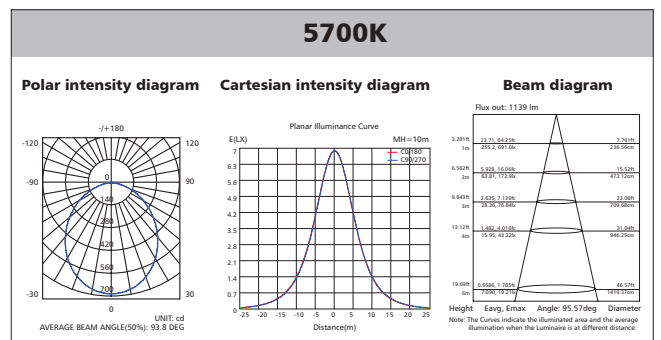 5700K
Polar intensity diagram
Cartesian intensity diagram
Beam diagram
-/+180
-120
120
-90
90
-30
30
0
0
140
280
420
560
700
UNIT: cd
AVERAGE BEAM ANGLE(50%): 93.8 DEG
Planar Illuminance Curve
E(LX)
MH=10m
C0/180
C90/270
7
6.3
5.6
4.9
4.2
3.5
2.8
2.1
1.4
0.7
0
-25 -20 -15 -10 -5 0 5 10 15 20 25
Distance(m)
Flux out: 1139 lm
3.281ft 23.71, 64.25fc 7.761ft
1m 255.2, 691.6lx 236.56cm
6.562ft 5.928, 16.06fc 15.52ft
2m 63.81, 172.9lx 473.12cm
9.843ft 2.635, 7.139fc 23.08ft
3m 28.36, 76.84lx 709.68cm
13.12ft 1.482, 4.016fc 31.04ft
4m 15.95, 43.22lx 946.25cm
19.69ft 0.6586, 1.785fc 46.57ft
6m 7.090, 19.21lx 1419.37cm
Height Eavg, Emax Angle: 95.57deg Diameter
Note: The Curves indicate the illuminated area and the average
illumination when the Luminaire is at different distance.